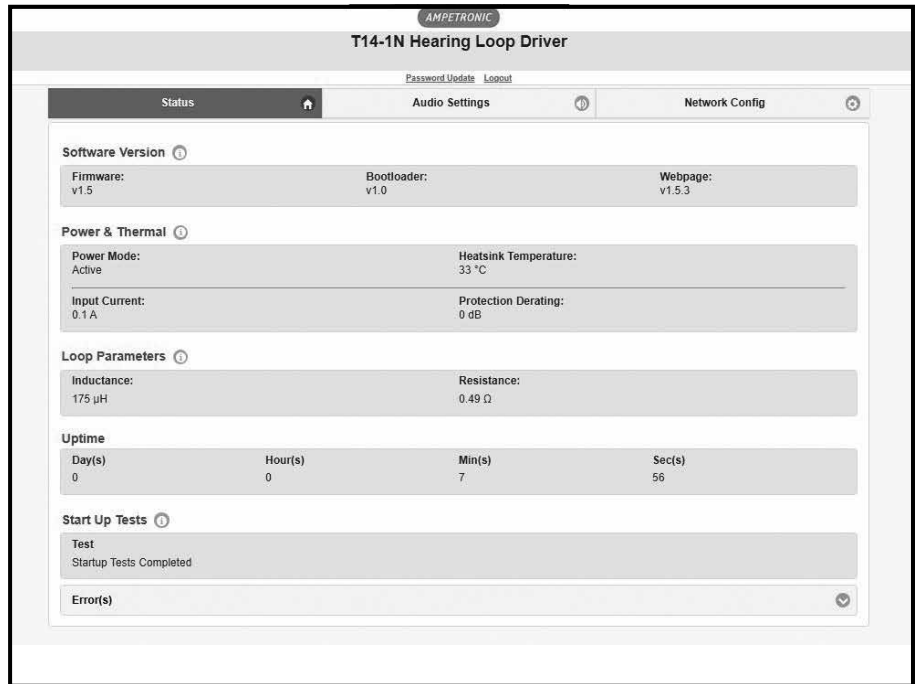 AMPETRONIC
T14-1N Hearing Loop Driver
Password Update Logout
Status Audio Settings Network Config
Software Version
Firmware: Bootloader: Webpage:
v1.5 v1.0 v1.5.3
Power & Thermal
Power Mode: Heatsink Temperature:
Active 33 °C
Input Current: Protection Derating:
0.1 A 0 dB
Loop Parameters
Inductance: Resistance:
175 µH 0.49 Ω
Uptime
Day(s) Hour(s) Min(s) Sec(s)
0 0 7 56
Start Up Tests
Test
Startup Tests Completed
Error(s)